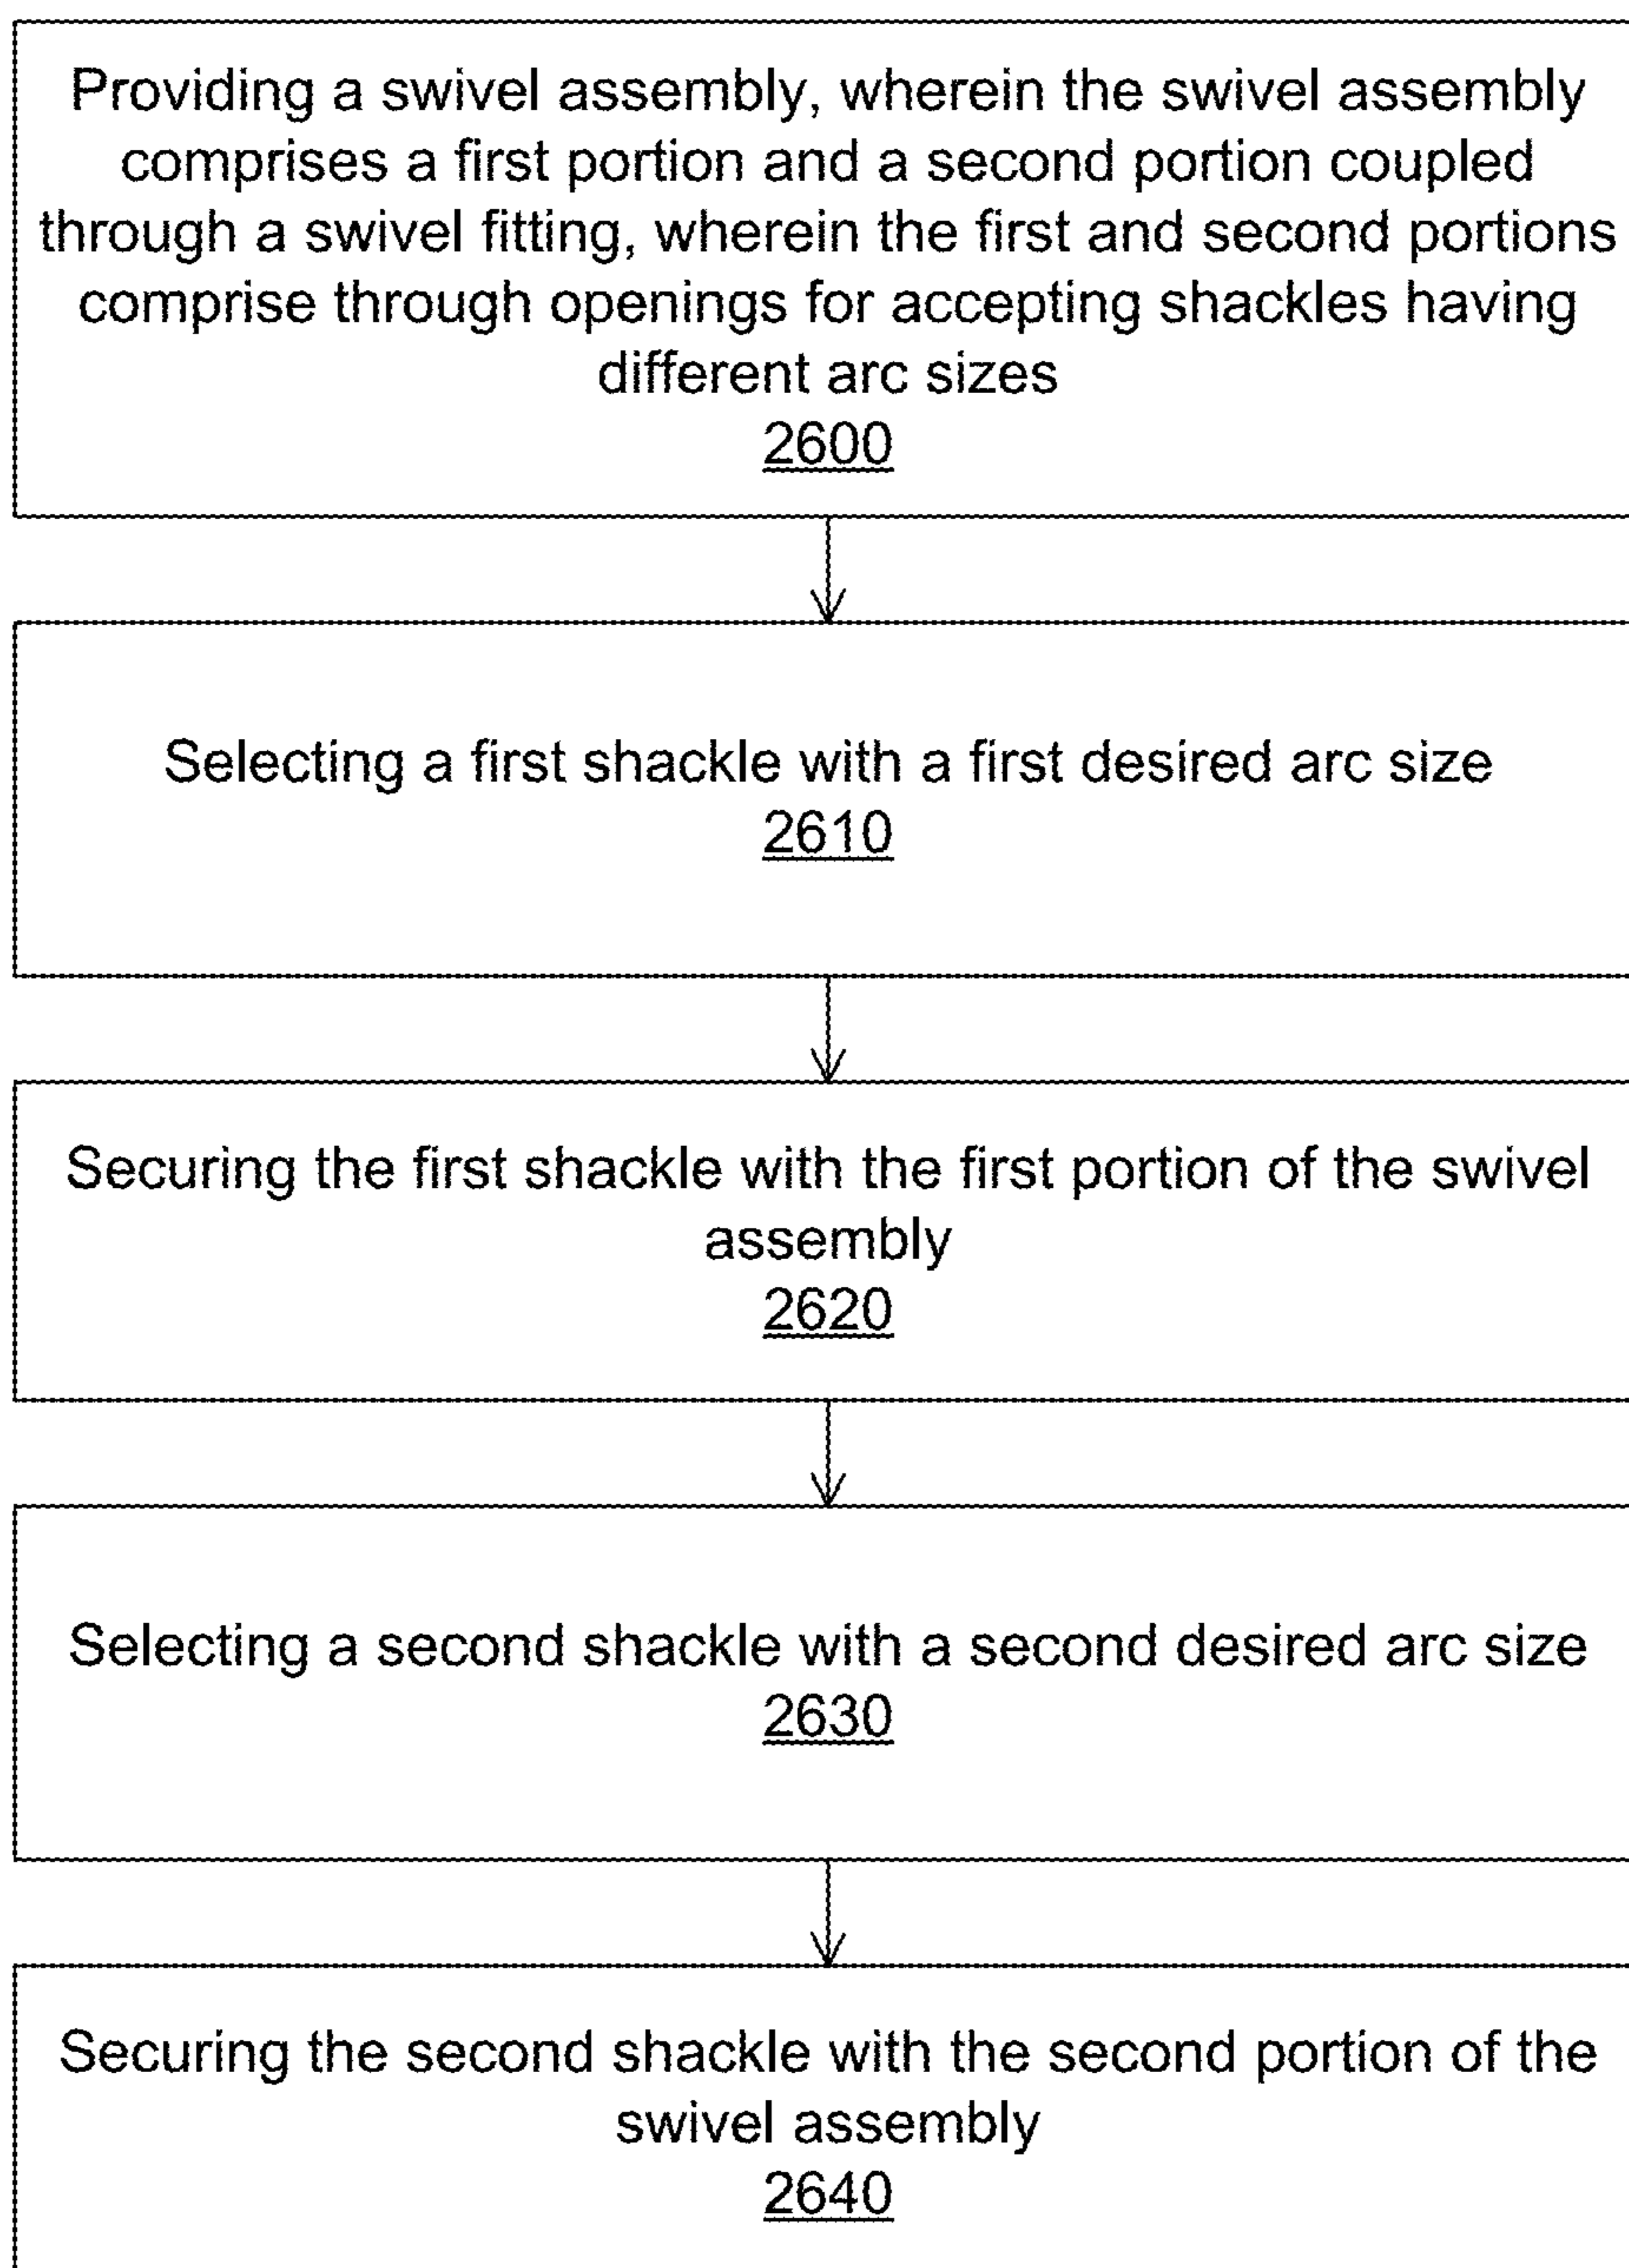 Providing a swivel assembly, wherein the swivel assembly
comprises a first portion and a second portion coupled
through a swivel fitting, wherein the first and second portions
comprise through openings for accepting shackles having
different arc sizes
2600
Selecting a first shackle with a first desired arc size
2610
Securing the first shackle with the first portion of the swivel
assembly
2620
Selecting a second shackle with a second desired arc size
2630
Securing the second shackle with the second portion of the
swivel assembly
2640